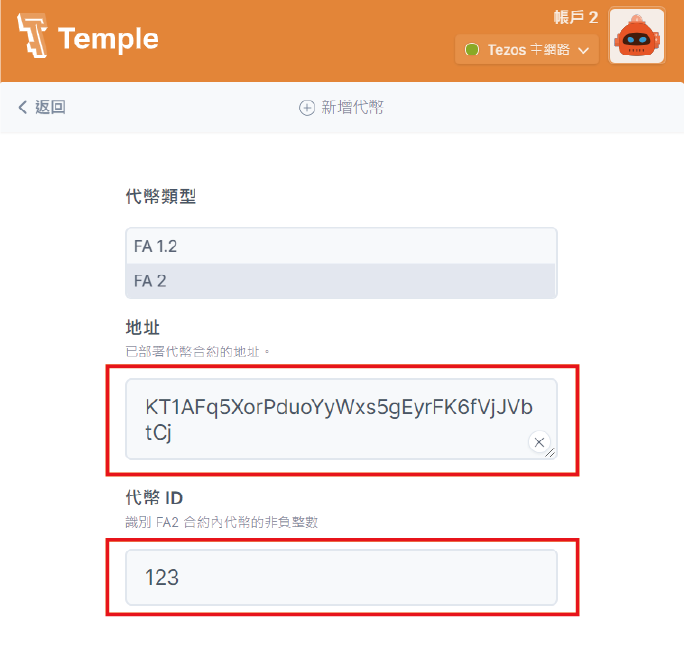 Temple
帳戶 2
Tezos 主網路
返回
新增代幣
代幣類型
FA 1.2
FA 2
地址
已部署代幣合約的地址。
KT1AFq5XorPduoYyWxs5gEyrFK6fVjJVb
tCj
代幣 ID
識別 FA2 合約內代幣的非負整數
123